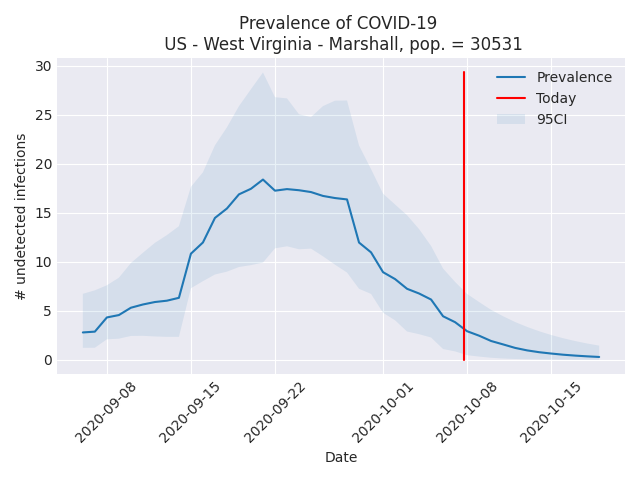 Prevalence of COVID-19
US - West Virginia - Marshall, pop. = 30531
30
25
20
15
10
5
0
# undetected infections
Prevalence
Today
95CI
2020-09-08
2020-09-15
2020-09-22
2020-10-01
2020-10-08
2020-10-15
Date